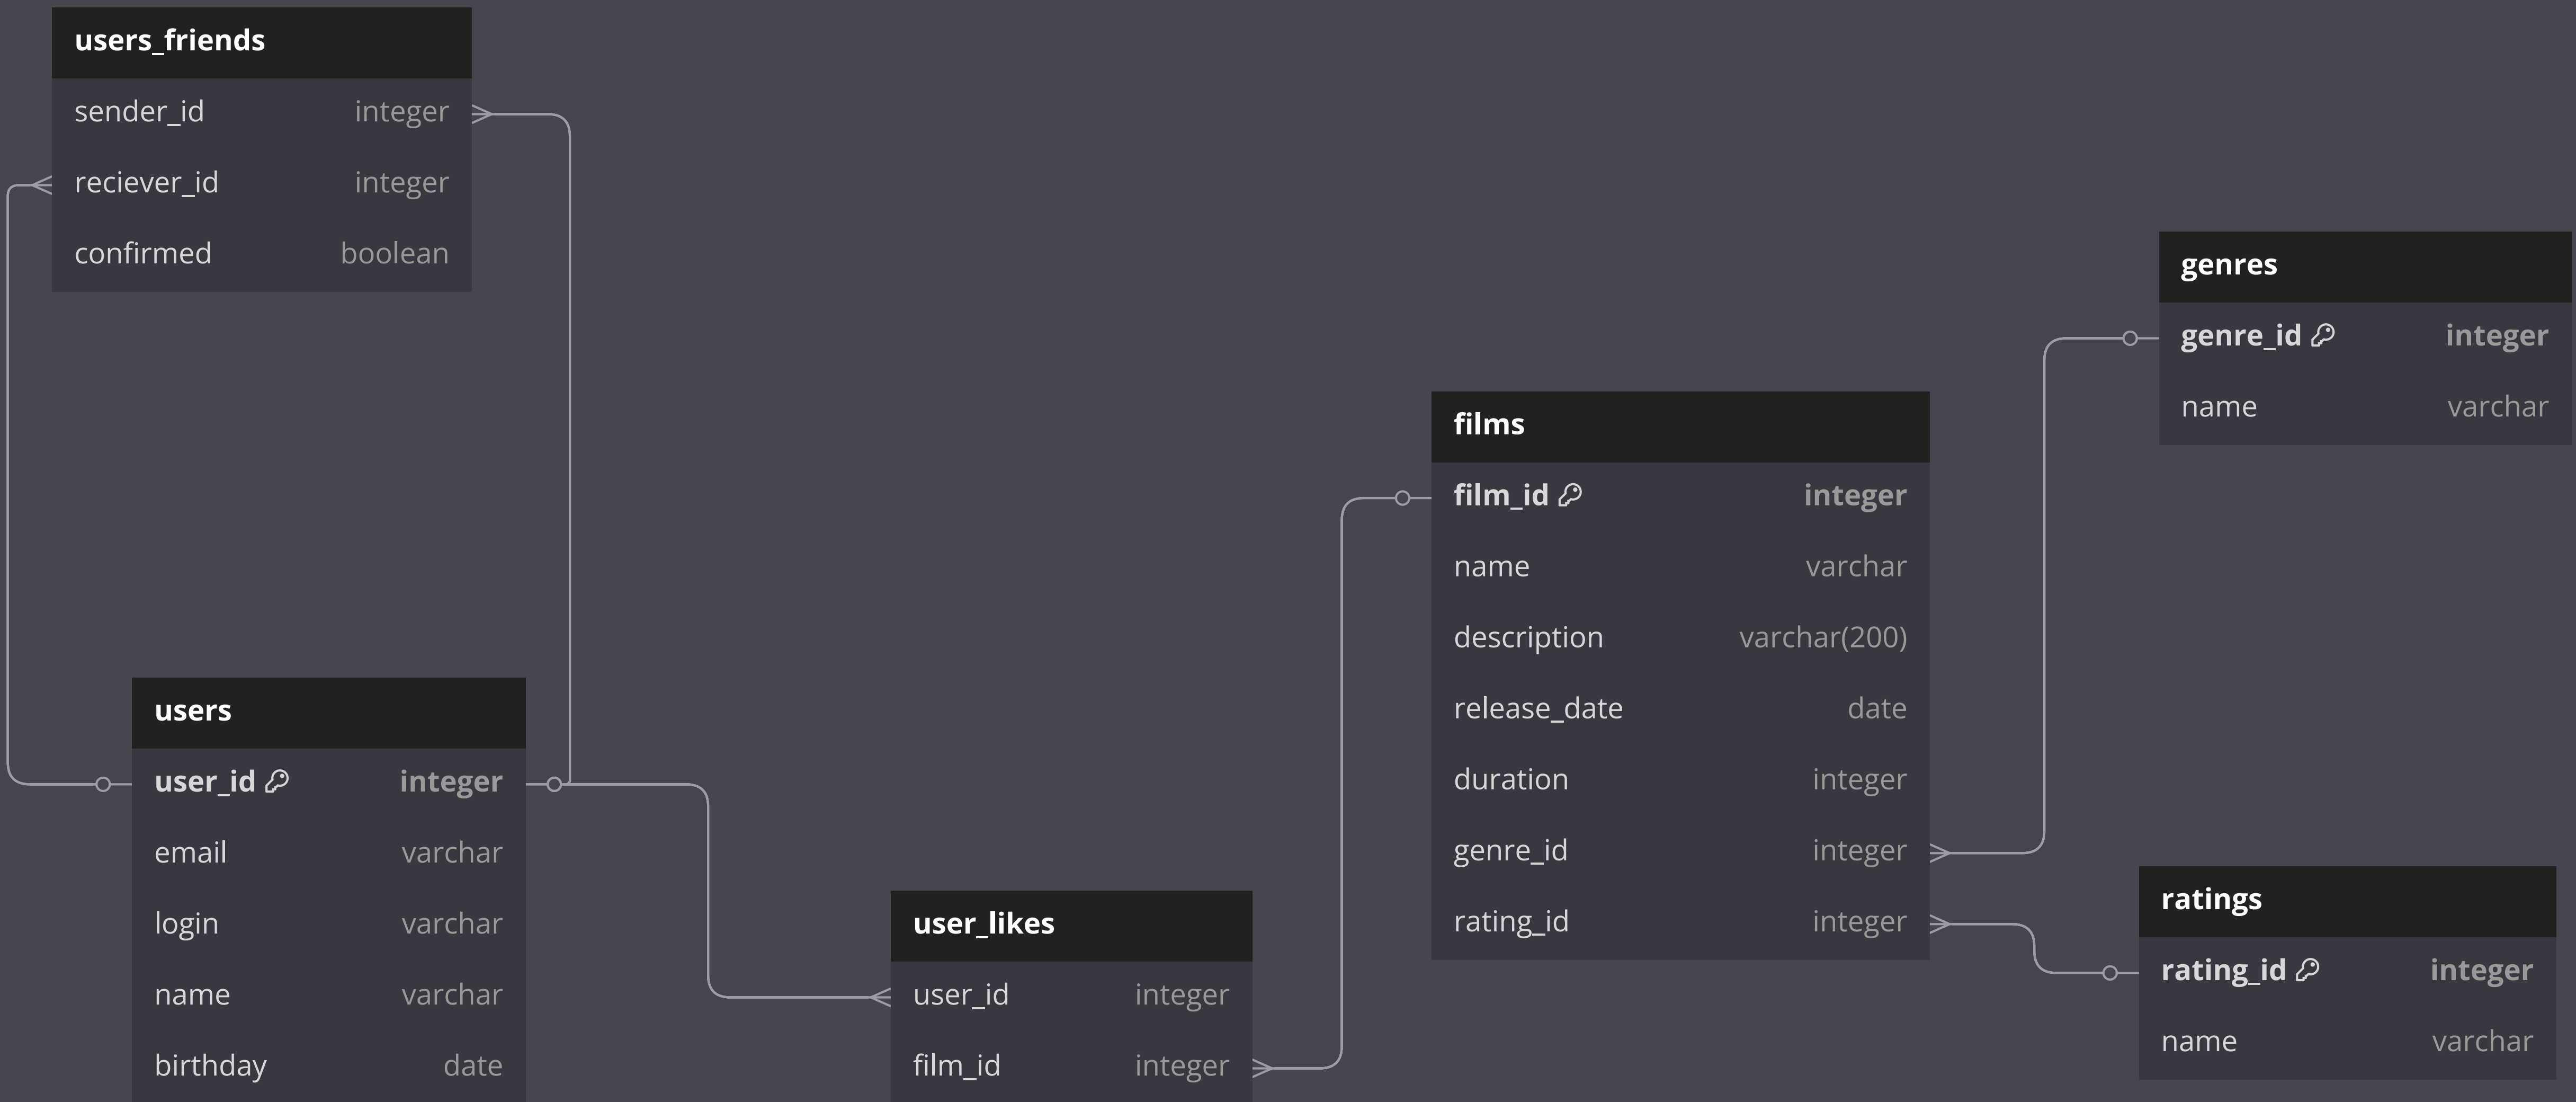 users_friends
sender_id integer
reciever_id integer
confirmed boolean
users
user_id integer
email varchar
login varchar
name varchar
birthday date
user_likes
user_id integer
film_id integer
films
film_id integer
name varchar
description varchar(200)
release_date date
duration integer
genre_id integer
rating_id integer
genres
genre_id integer
name varchar
ratings
rating_id integer
name varchar